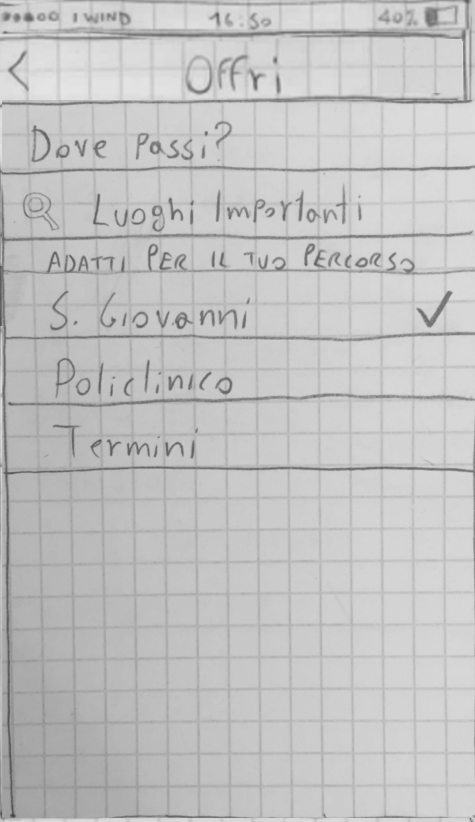 I WIND 16:50 40%
< Offri
Dove passi?
Luoghi Importanti
ADATTI PER IL TUO PERCORSO
S. Giovanni ✓
Policlinico
Termini